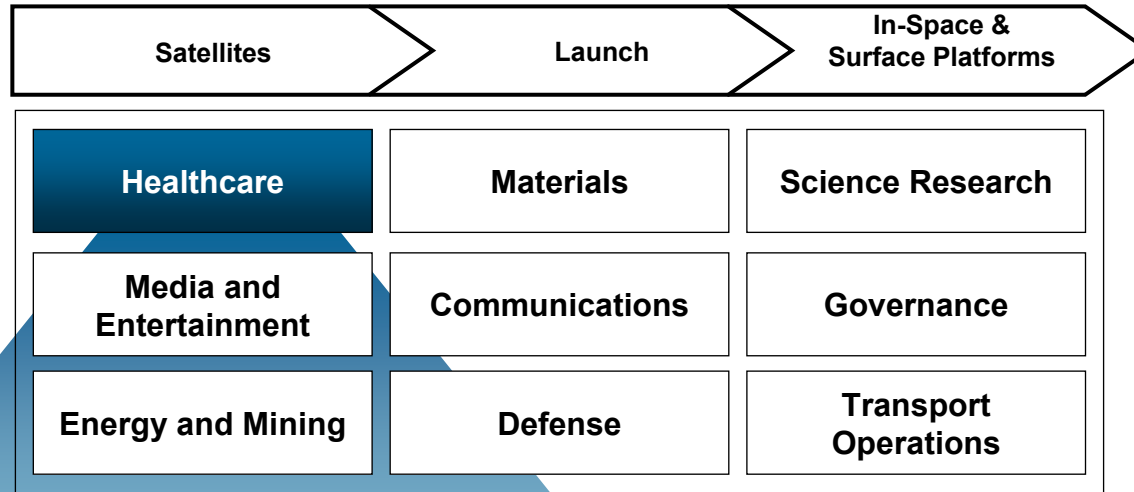 Satellites
Launch
In-Space &
Surface Platforms
Healthcare
Materials
Science Research
Media and
Entertainment
Communications
Governance
Energy and Mining
Defense
Transport
Operations